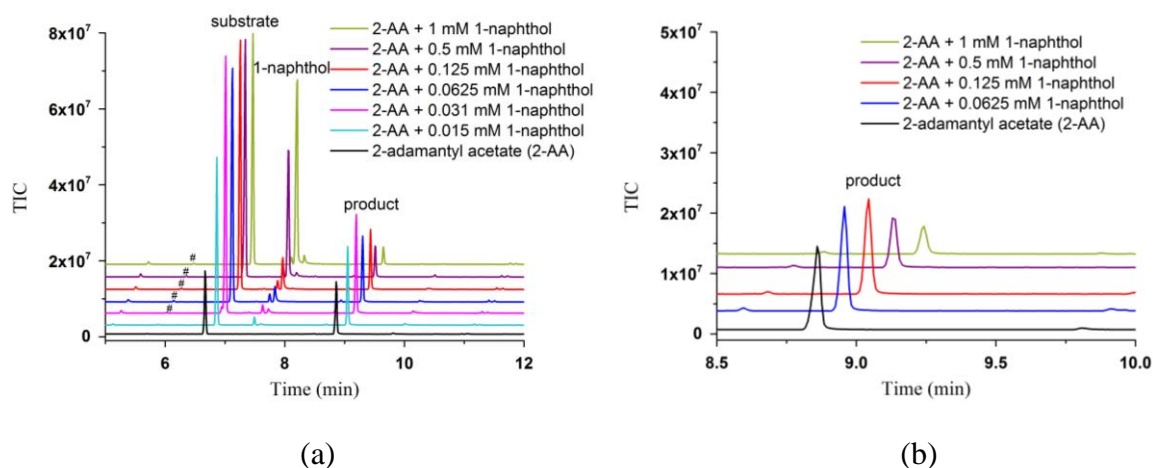 8x10⁷
6x10⁷
4x10⁷
2x10⁷
0
TIC
substrate
1-naphthol
product
#
#
#
#
#
2-AA + 1 mM 1-naphthol
2-AA + 0.5 mM 1-naphthol
2-AA + 0.125 mM 1-naphthol
2-AA + 0.0625 mM 1-naphthol
2-AA + 0.031 mM 1-naphthol
2-AA + 0.015 mM 1-naphthol
2-adamantyl acetate (2-AA)
6 8 10 12
Time (min)
(a)
5x10⁷
4x10⁷
3x10⁷
2x10⁷
1x10⁷
0
TIC
2-AA + 1 mM 1-naphthol
2-AA + 0.5 mM 1-naphthol
2-AA + 0.125 mM 1-naphthol
2-AA + 0.0625 mM 1-naphthol
2-adamantyl acetate (2-AA)
product
8.5 9.0 9.5 10.0
Time (min)
(b)